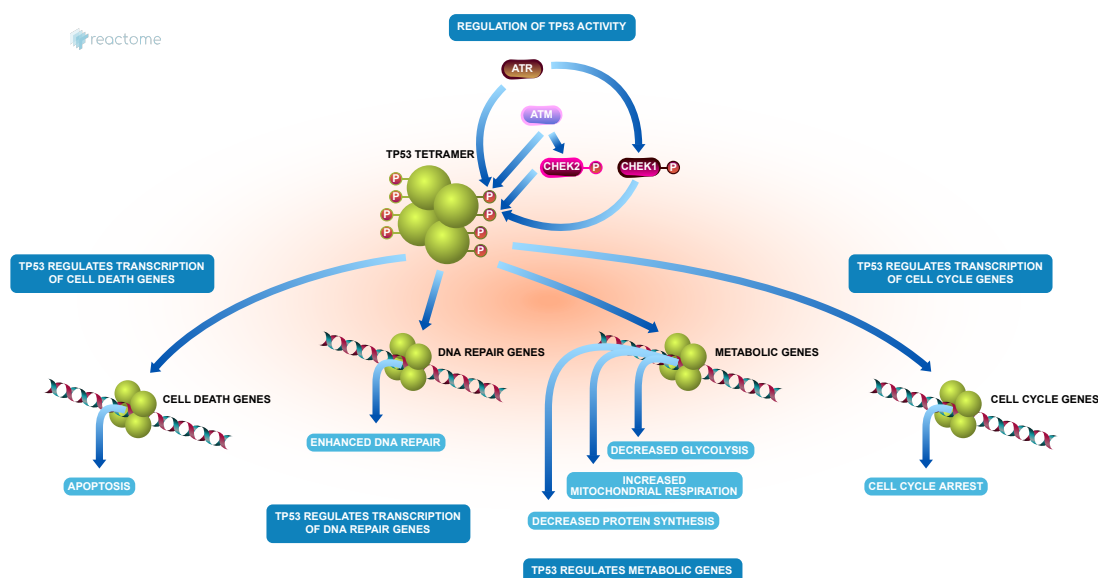 REGULATION OF TP53 ACTIVITY
reactome
ATR
ATM
TP53 TETRAMER
CHEK2
P
CHEK1
P
P
P
P
P
P
P
P
P
TP53 REGULATES TRANSCRIPTION
OF CELL DEATH GENES
TP53 REGULATES TRANSCRIPTION
OF CELL CYCLE GENES
DNA REPAIR GENES
METABOLIC GENES
CELL DEATH GENES
CELL CYCLE GENES
ENHANCED DNA REPAIR
DECREASED GLYCOLYSIS
APOPTOSIS
INCREASED
MITOCHONDRIAL RESPIRATION
CELL CYCLE ARREST
DECREASED PROTEIN SYNTHESIS
TP53 REGULATES TRANSCRIPTION
OF DNA REPAIR GENES
TP53 REGULATES METABOLIC GENES